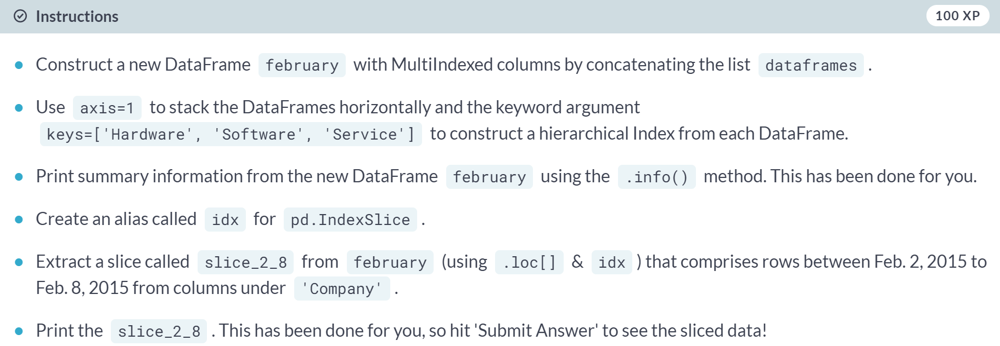 Instructions
100 XP
Construct a new DataFrame february with MultiIndexed columns by concatenating the list dataframes .
Use axis=1 to stack the DataFrames horizontally and the keyword argument
keys=['Hardware', 'Software', 'Service'] to construct a hierarchical Index from each DataFrame.
Print summary information from the new DataFrame february using the .info() method. This has been done for you.
Create an alias called idx for pd.IndexSlice .
Extract a slice called slice_2_8 from february (using .loc[] & idx ) that comprises rows between Feb. 2, 2015 to
Feb. 8, 2015 from columns under 'Company' .
Print the slice_2_8 . This has been done for you, so hit 'Submit Answer' to see the sliced data!